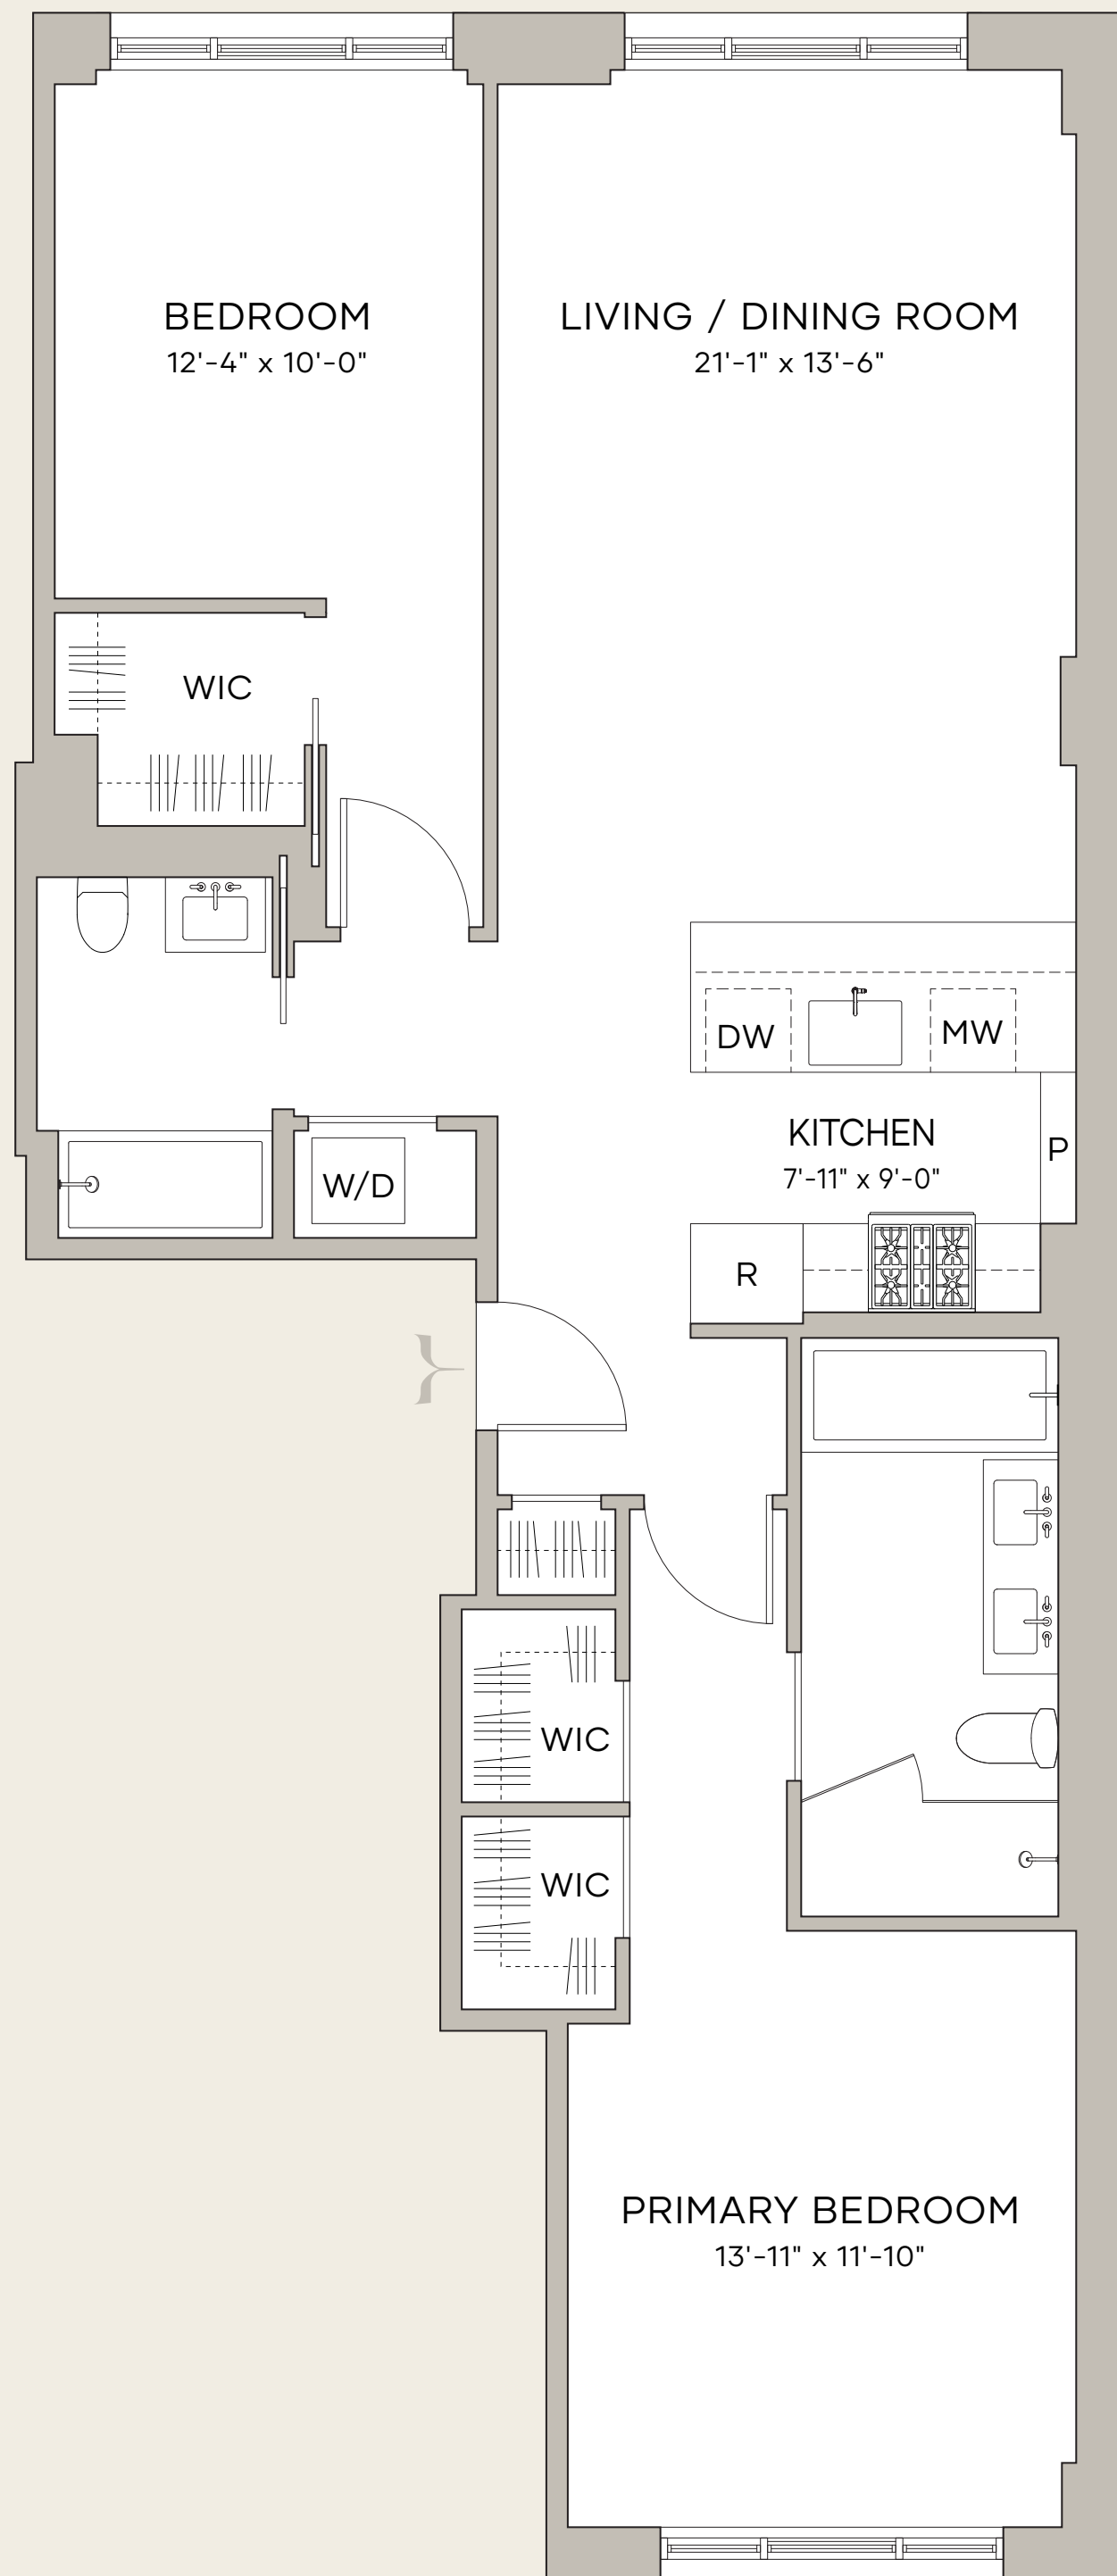 BEDROOM
12'-4" x 10'-0"
LIVING / DINING ROOM
21'-1" x 13'-6"
WIC
DW
MW
KITCHEN
7'-11" x 9'-0"
P
W/D
R
WIC
WIC
PRIMARY BEDROOM
13'-11" x 11'-10"